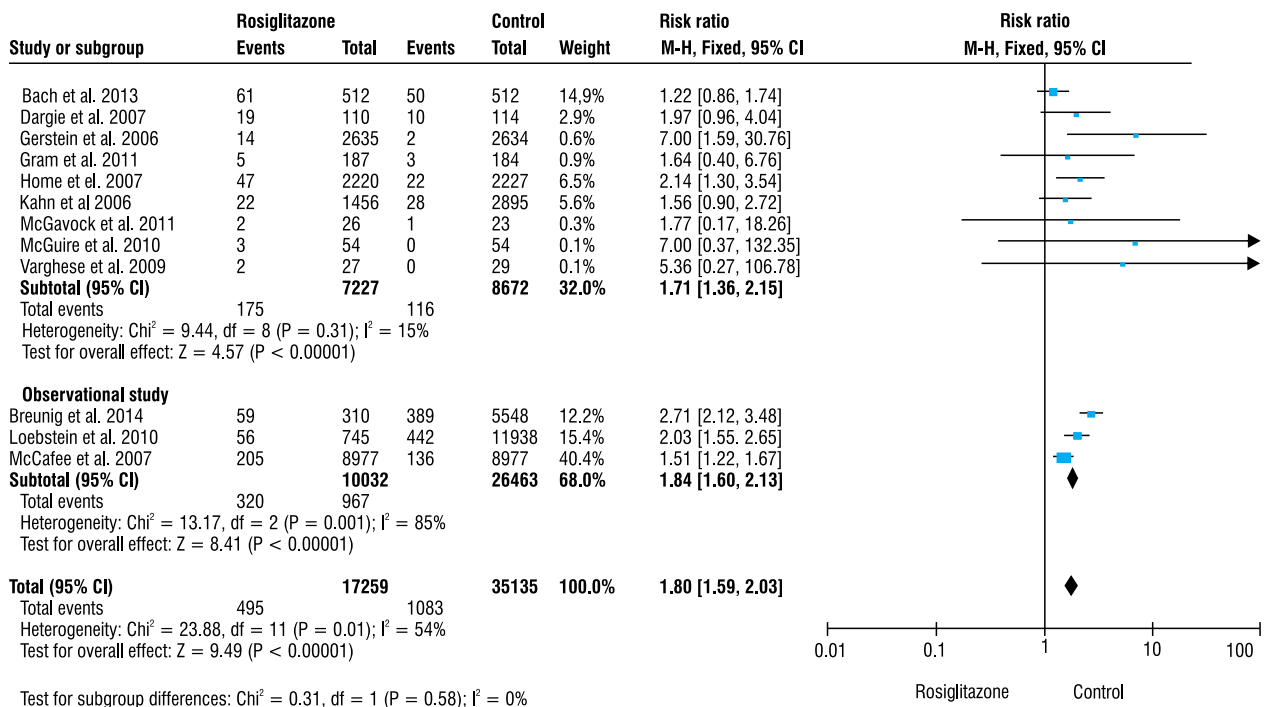 Rosiglitazone Control Risk ratio Risk ratio
Study or subgroup Events Total Events Total Weight M-H, Fixed, 95% CI M-H, Fixed, 95% CI
Bach et al. 2013 61 512 50 512 14,9% 1.22 [0.86, 1.74]
Dargie et al. 2007 19 110 10 114 2.9% 1.97 [0.96, 4.04]
Gerstein et al. 2006 14 2635 2 2634 0.6% 7.00 [1.59, 30.76]
Gram et al. 2011 5 187 3 184 0.9% 1.64 [0.40, 6.76]
Home et el. 2007 47 2220 22 2227 6.5% 2.14 [1.30, 3.54]
Kahn et al 2006 22 1456 28 2895 5.6% 1.56 [0.90, 2.72]
McGavock et al. 2011 2 26 1 23 0.3% 1.77 [0.17, 18.26]
McGuire et al. 2010 3 54 0 54 0.1% 7.00 [0.37, 132.35]
Varghese et al. 2009 2 27 0 29 0.1% 5.36 [0.27, 106.78]
Subtotal (95% CI) 7227 8672 32.0% 1.71 [1.36, 2.15]
Total events 175 116
Heterogeneity: Chi² = 9.44, df = 8 (P = 0.31); I² = 15%
Test for overall effect: Z = 4.57 (P < 0.00001)
Observational study
Breunig et al. 2014 59 310 389 5548 12.2% 2.71 [2.12, 3.48]
Loebstein et al. 2010 56 745 442 11938 15.4% 2.03 [1.55. 2.65]
McCafee et al. 2007 205 8977 136 8977 40.4% 1.51 [1.22, 1.67]
Subtotal (95% CI) 10032 26463 68.0% 1.84 [1.60, 2.13]
Total events 320 967
Heterogeneity: Chi² = 13.17, df = 2 (P = 0.001); I² = 85%
Test for overall effect: Z = 8.41 (P < 0.00001)
Total (95% CI) 17259 35135 100.0% 1.80 [1.59, 2.03]
Total events 495 1083
Heterogeneity: Chi² = 23.88, df = 11 (P = 0.01); I² = 54%
Test for overall effect: Z = 9.49 (P < 0.00001)
0.01 0.1 1 10 100
Rosiglitazone Control
Test for subgroup differences: Chi² = 0.31, df = 1 (P = 0.58); I² = 0%